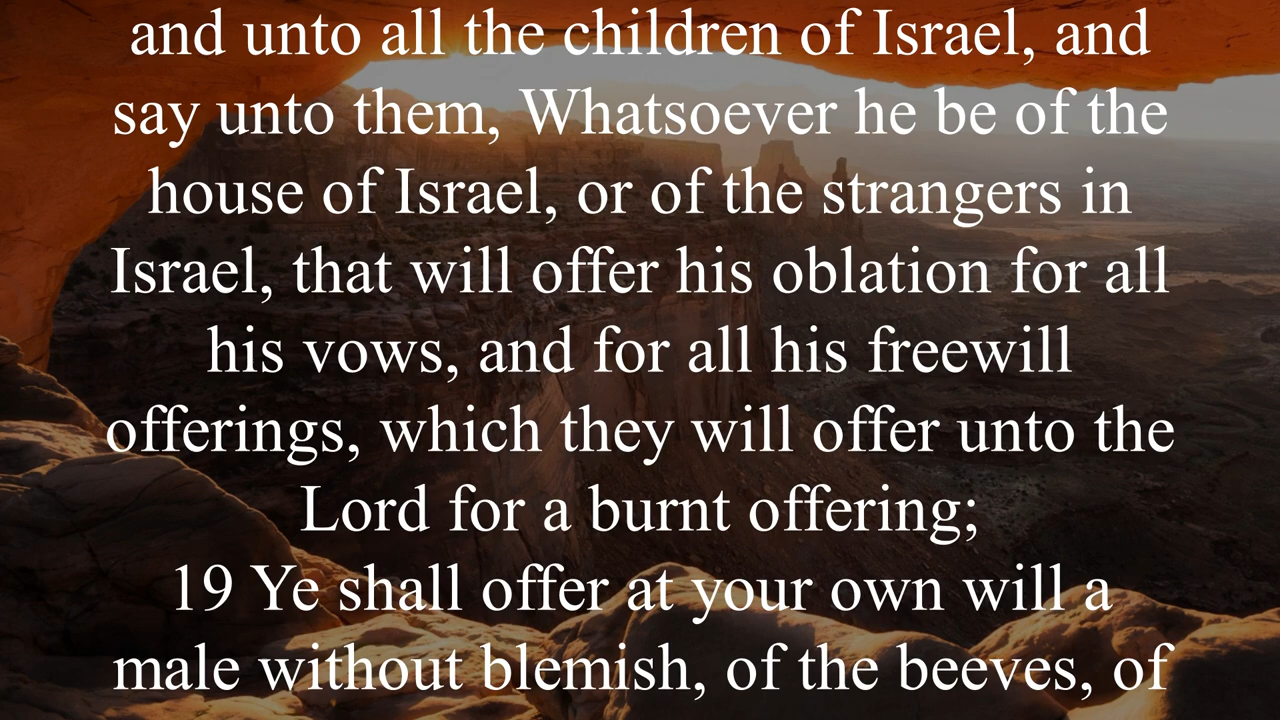 and unto all the children of Israel, and
say unto them, Whatsoever he be of the
house of Israel, or of the strangers in
Israel, that will offer his oblation for all
his vows, and for all his freewill
offerings, which they will offer unto the
Lord for a burnt offering;
19 Ye shall offer at your own will a
male without blemish, of the beeves, of